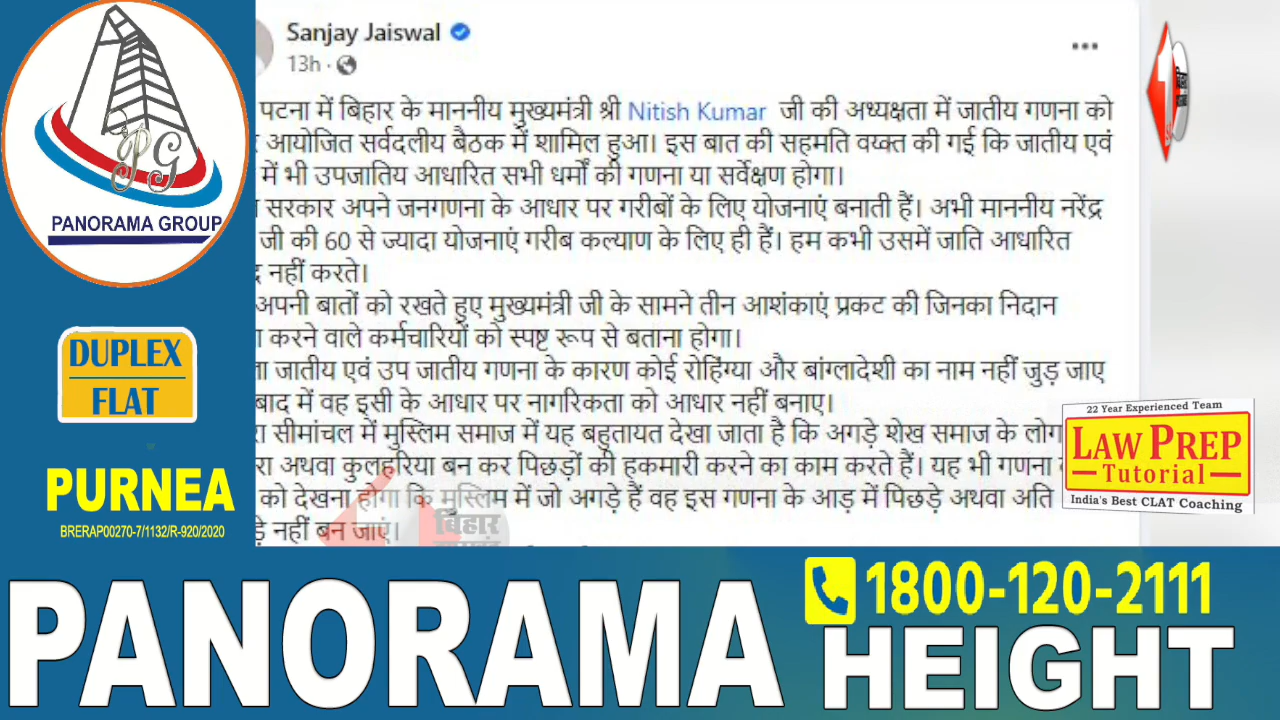 PG
PANORAMA GROUP
DUPLEX
FLAT
PURNEA
BRERAP00270-7/1132/R-920/2020
Sanjay Jaiswal
13h ·
पटना में बिहार के माननीय मुख्यमंत्री श्री Nitish Kumar जी की अध्यक्षता में जातीय गणना को
आयोजित सर्वदलीय बैठक में शामिल हुआ। इस बात की सहमति वय्क्त की गई कि जातीय एवं
में भी उपजातिय आधारित सभी धर्मों की गणना या सर्वेक्षण होगा।
सरकार अपने जनगणना के आधार पर गरीबों के लिए योजनाएं बनाती हैं। अभी माननीय नरेंद्र
जी की 60 से ज्यादा योजनाएं गरीब कल्याण के लिए ही हैं। हम कभी उसमें जाति आधारित
नहीं करते।
अपनी बातों को रखते हुए मुख्यमंत्री जी के सामने तीन आशंकाएं प्रकट की जिनका निदान
करने वाले कर्मचारियों को स्पष्ट रूप से बताना होगा।
जातीय एवं उप जातीय गणना के कारण कोई रोहिंग्या और बांग्लादेशी का नाम नहीं जुड़ जाए
बाद में वह इसी के आधार पर नागरिकता को आधार नहीं बनाए।
सीमांचल में मुस्लिम समाज में यह बहुतायत देखा जाता है कि अगड़े शेख समाज के लोग
अथवा कुलहरिया बन कर पिछड़ों की हकमारी करने का काम करते हैं। यह भी गणना
को देखना होगा कि मुस्लिम में जो अगड़े हैं वह इस गणना के आड़ में पिछड़े अथवा अति
नहीं बन जाएं।
बिहार
22 Year Experienced Team
LAW PREP
Tutorial
India's Best CLAT Coaching
1800-120-2111
PANORAMA HEIGHT